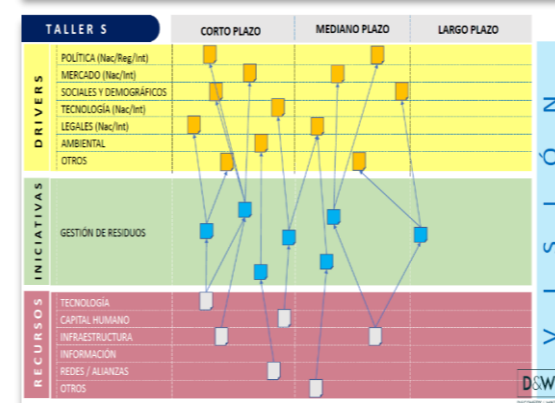 TALLER S
CORTO PLAZO
MEDIANO PLAZO
LARGO PLAZO
DRIVERS
POLÍTICA (Nac/Reg/Int)
MERCADO (Nac/Int)
SOCIALES Y DEMOGRÁFICOS
TECNOLOGÍA (Nac/Int)
LEGALES (Nac/Int)
AMBIENTAL
OTROS
INICIATIVAS
GESTIÓN DE RESIDUOS
RECURSOS
TECNOLOGÍA
CAPITAL HUMANO
INFRAESTRUCTURA
INFORMACIÓN
REDES / ALIANZAS
OTROS
VISIÓN
D&W